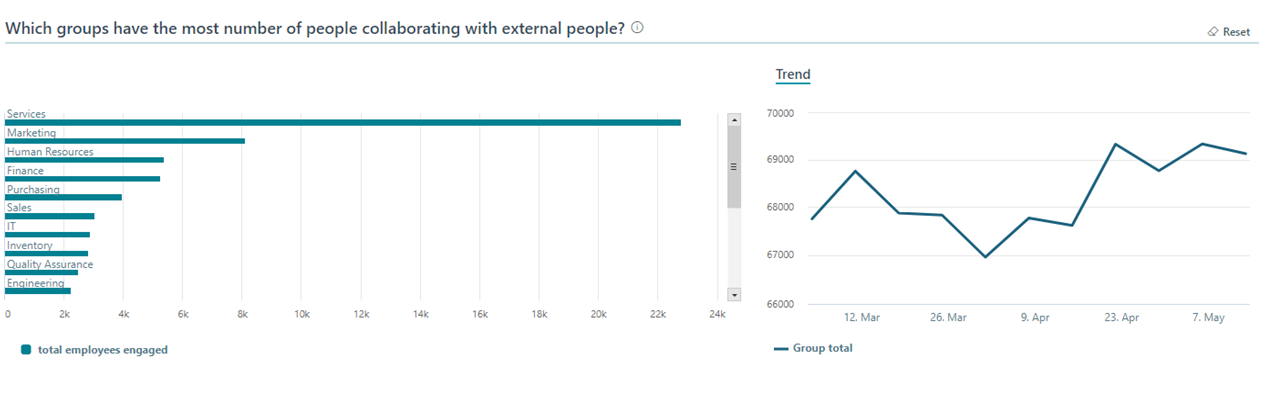 Which groups have the most number of people collaborating with external people?
Reset
Services
Marketing
Human Resources
Finance
Purchasing
Sales
IT
Inventory
Quality Assurance
Engineering
0 2k 4k 6k 8k 10k 12k 14k 16k 18k 20k 22k 24k
total employees engaged
Trend
70000
69000
68000
67000
66000
12. Mar 26. Mar 9. Apr 23. Apr 7. May
Group total